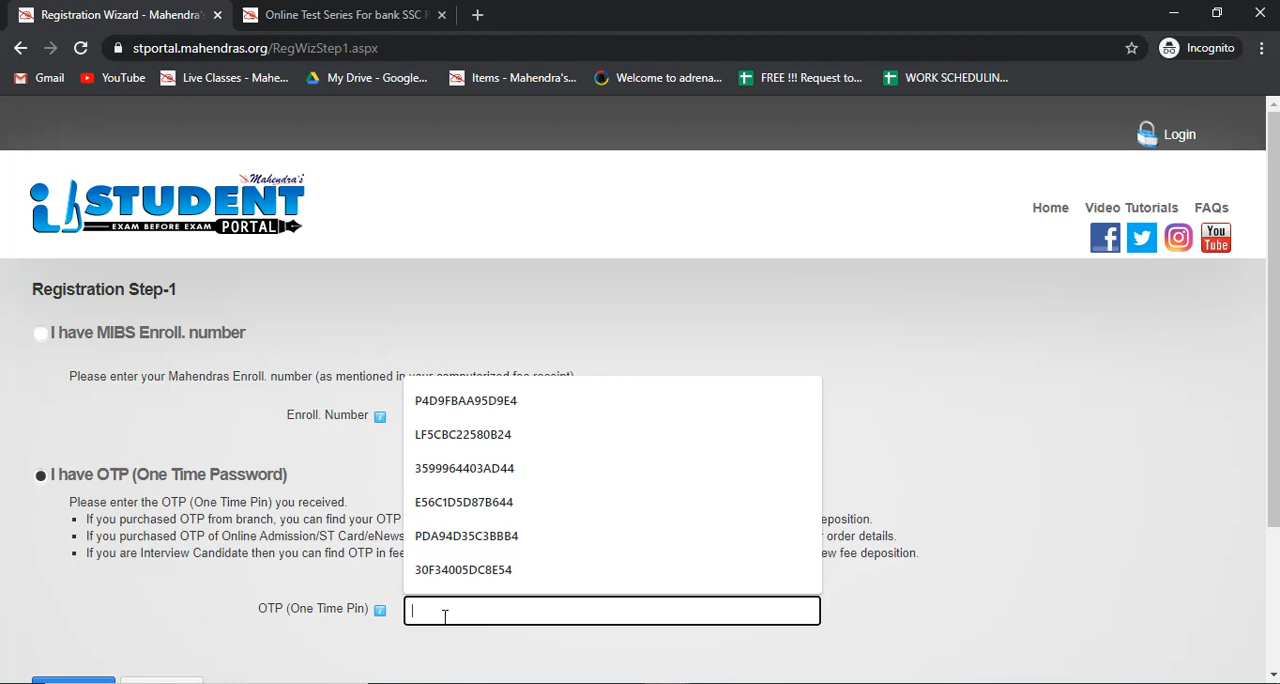 Registration Wizard - Mahendra'
Online Test Series For bank SSC
stportal.mahendras.org/RegWizStep1.aspx
Incognito
Gmail
YouTube
Live Classes - Mahe...
My Drive - Google...
Items - Mahendra's...
Welcome to adrena...
FREE !!! Request to...
WORK SCHEDULIN...
Login
Mahendra's
STUDENT
EXAM BEFORE EXAM PORTAL
Home Video Tutorials FAQs
You
Tube
Registration Step-1
I have MIBS Enroll. number
Please enter your Mahendras Enroll. number (as mentioned in your computerized fee receipt)
P4D9FBAA95D9E4
Enroll. Number
LF5CBC22580B24
3599964403AD44
I have OTP (One Time Password)
E56C1D5D87B644
Please enter the OTP (One Time Pin) you received.
If you purchased OTP from branch, you can find your OTP
If you purchased OTP of Online Admission/ST Card/eNews order details.
PDA94D35C3BBB4
If you are Interview Candidate then you can find OTP in fe ew fee deposition.
30F34005DC8E54
OTP (One Time Pin)